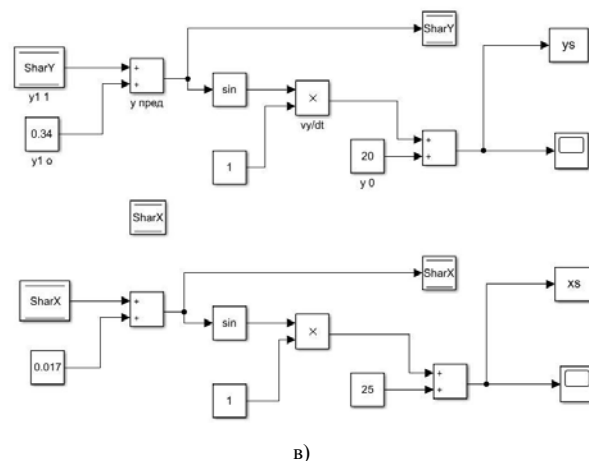 SharY
SharY
y1 1
+
+
y пред
sin
×
vy/dt
ys
0.34
y1 o
1
20
y 0
+
+
SharX
SharX
SharX
+
+
sin
×
xs
0.017
1
25
+
+
в)